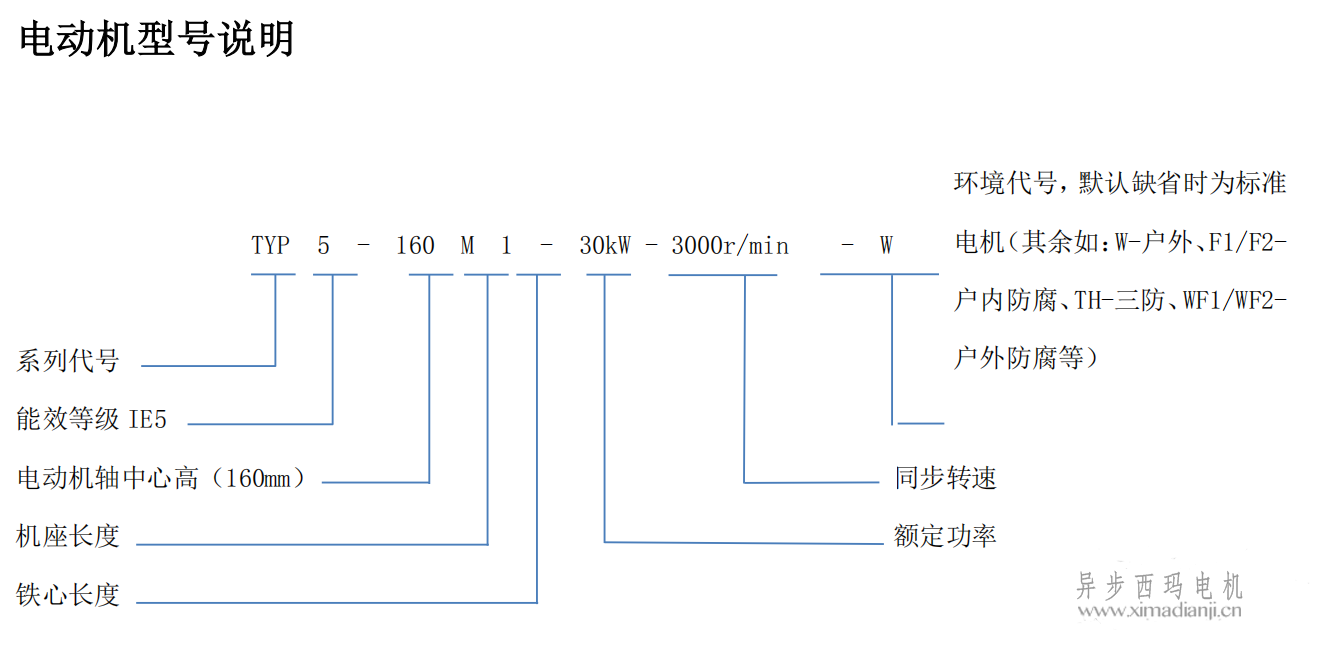 电动机型号说明
环境代号，默认缺省时为标准
电机（其余如：W-户外、F1/F2-
户内防腐、TH-三防、WF1/WF2-
户外防腐等）
TYP 5 - 160 M 1 - 30kW - 3000r/min - W
系列代号
能效等级 IE5
电动机轴中心高（160mm）
同步转速
机座长度
额定功率
铁心长度
异步西玛电机
www.ximadianji.cn